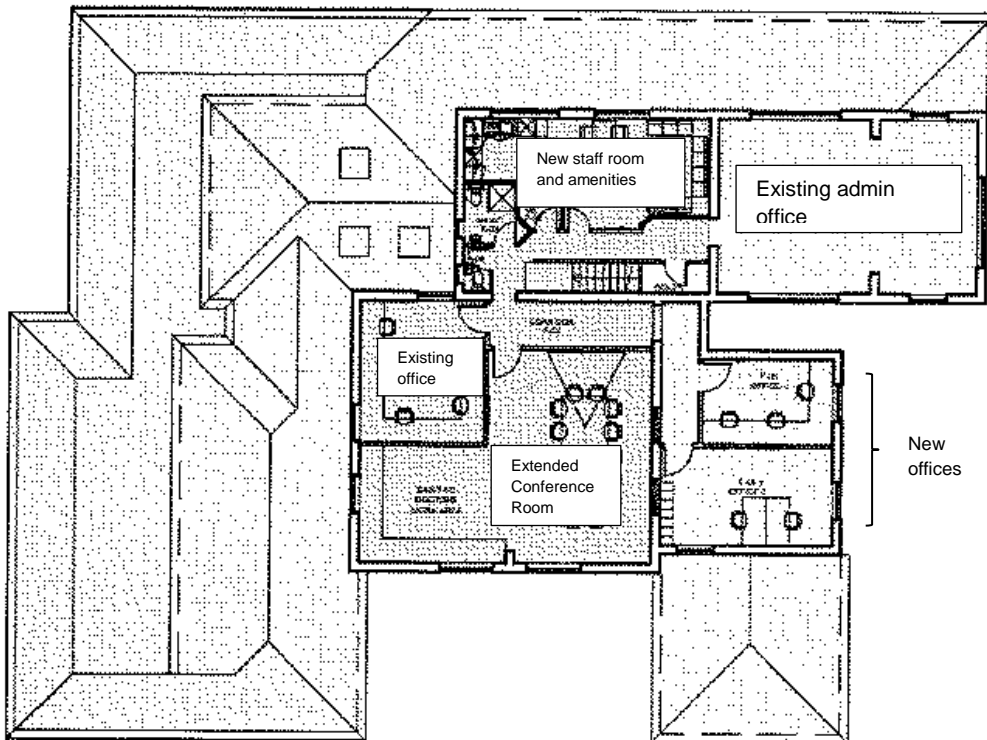 New staff room
and amenities
Existing admin
office
Existing
office
New
offices
Extended
Conference
Room